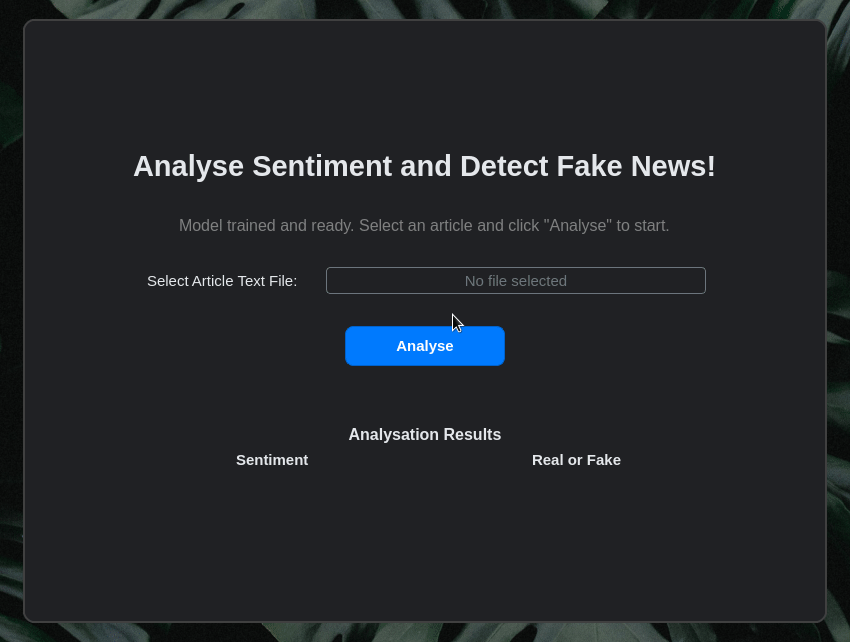 Analyse Sentiment and Detect Fake News!
Model trained and ready. Select an article and click "Analyse" to start.
Select Article Text File: No file selected
Analyse
Analysation Results
Sentiment Real or Fake